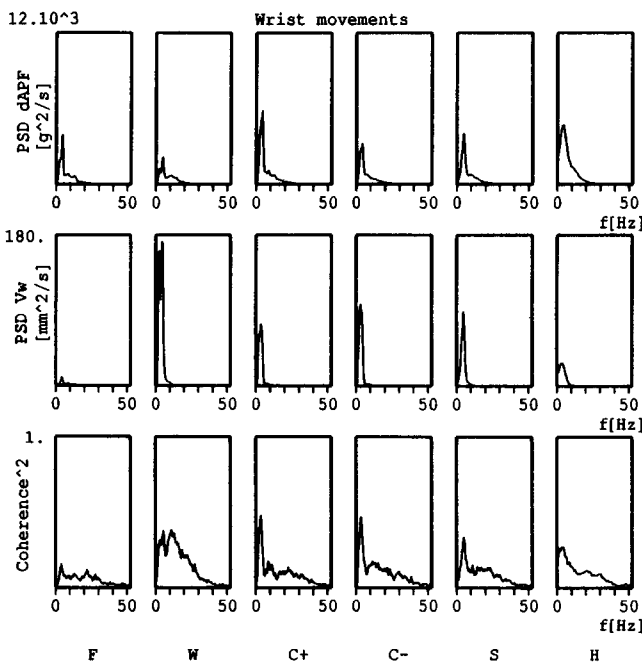 12.10^3 Wrist movements
PSD dAPF
[g^2/s]
0 50 0 50 0 50 0 50 0 50 0 50
f[Hz]
180.
PSD Vw
[mm^2/s]
0 50 0 50 0 50 0 50 0 50 0 50
f[Hz]
1.
Coherence^2
0 50 0 50 0 50 0 50 0 50 0 50
f[Hz]
F W C+ C- S H